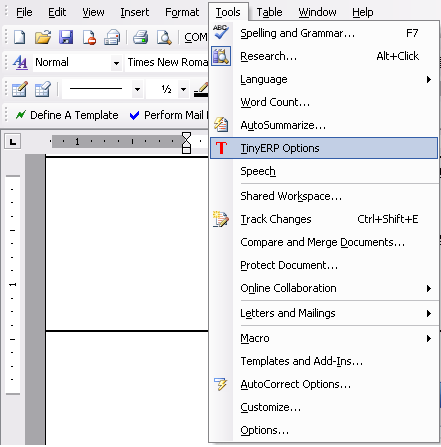 File Edit View Insert Format Tools Table Window Help
COM
Normal Times New Roma
½
Define A Template Perform Mail
1
1
ABC
Spelling and Grammar... F7
Research... Alt+Click
Language
Word Count...
AutoSummarize...
T TinyERP Options
Speech
Shared Workspace...
Track Changes Ctrl+Shift+E
Compare and Merge Documents...
Protect Document...
Online Collaboration
Letters and Mailings
Macro
Templates and Add-Ins...
AutoCorrect Options...
Customize...
Options...